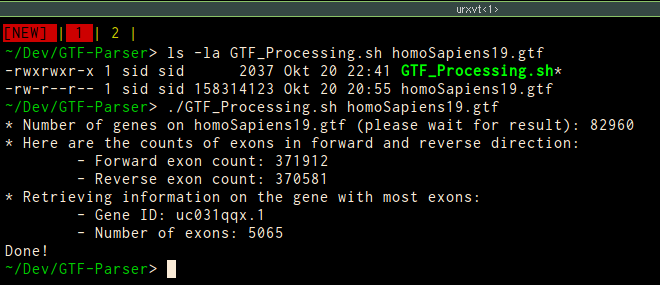 urxvt<1>
[NEW] | 1 | 2 |
~/Dev/GTF-Parser> ls -la GTF_Processing.sh homoSapiens19.gtf
-rwxrwxr-x 1 sid sid      2037 Okt 20 22:41 GTF_Processing.sh*
-rw-r--r-- 1 sid sid 158314123 Okt 20 20:55 homoSapiens19.gtf
~/Dev/GTF-Parser> ./GTF_Processing.sh homoSapiens19.gtf
* Number of genes on homoSapiens19.gtf (please wait for result): 82960
* Here are the counts of exons in forward and reverse direction:
        - Forward exon count: 371912
        - Reverse exon count: 370581
* Retrieving information on the gene with most exons:
        - Gene ID: uc031qqx.1
        - Number of exons: 5065
Done!
~/Dev/GTF-Parser>